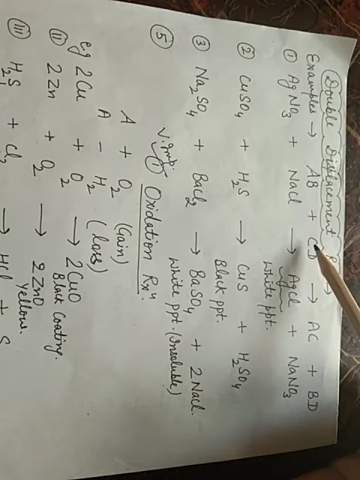 Double Displacement
Examples → AB + CD → AC + BD
① AgNO3 + NaCl → AgCl + NaNO3
White ppt.
② CuSO4 + H2S → CuS + H2SO4
Black ppt.
③ Na2SO4 + BaCl2 → BaSO4 + 2NaCl.
White ppt. (Insoluble)
⑤ V.Imp: Oxidation Rxn.
A + O2 (Gain)
A - H2 (Loss)
e.g 2Cu + O2 → 2CuO
Black Coating.
(II) 2Zn + O2 → 2ZnO
Yellow.
(III) H2S + Cl2 → HCl + S